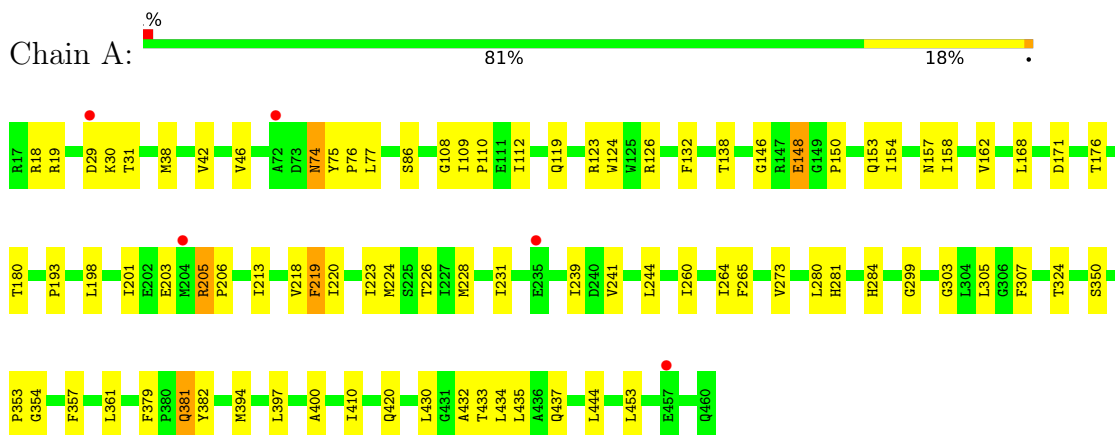 .%
Chain A:
81% 18% •
R17 R18 R19 D29 K30 T31 M38 V42 V46 A72 D73 N74 Y75 P76 L77 S86 G108 I109 P110 E111 I112 Q119 R123 W124 W125 R126 F132 T138 G146 R147 E148 G149 P150 Q153 I154 N157 I158 V162 L168 D171 T176
T180 P193 L198 I201 E202 E203 M204 R205 P206 I213 V218 F219 I220 I223 M224 S225 T226 I227 M228 I231 E235 I239 D240 V241 L244 I260 I264 F265 V273 L280 H281 H284 G299 G303 L304 L305 G306 F307 T324 S350
P353 G354 F357 L361 F379 P380 Q381 Y382 M394 L397 A400 I410 Q420 L430 G431 A432 T433 L434 L435 A436 Q437 L444 L453 E457 Q460